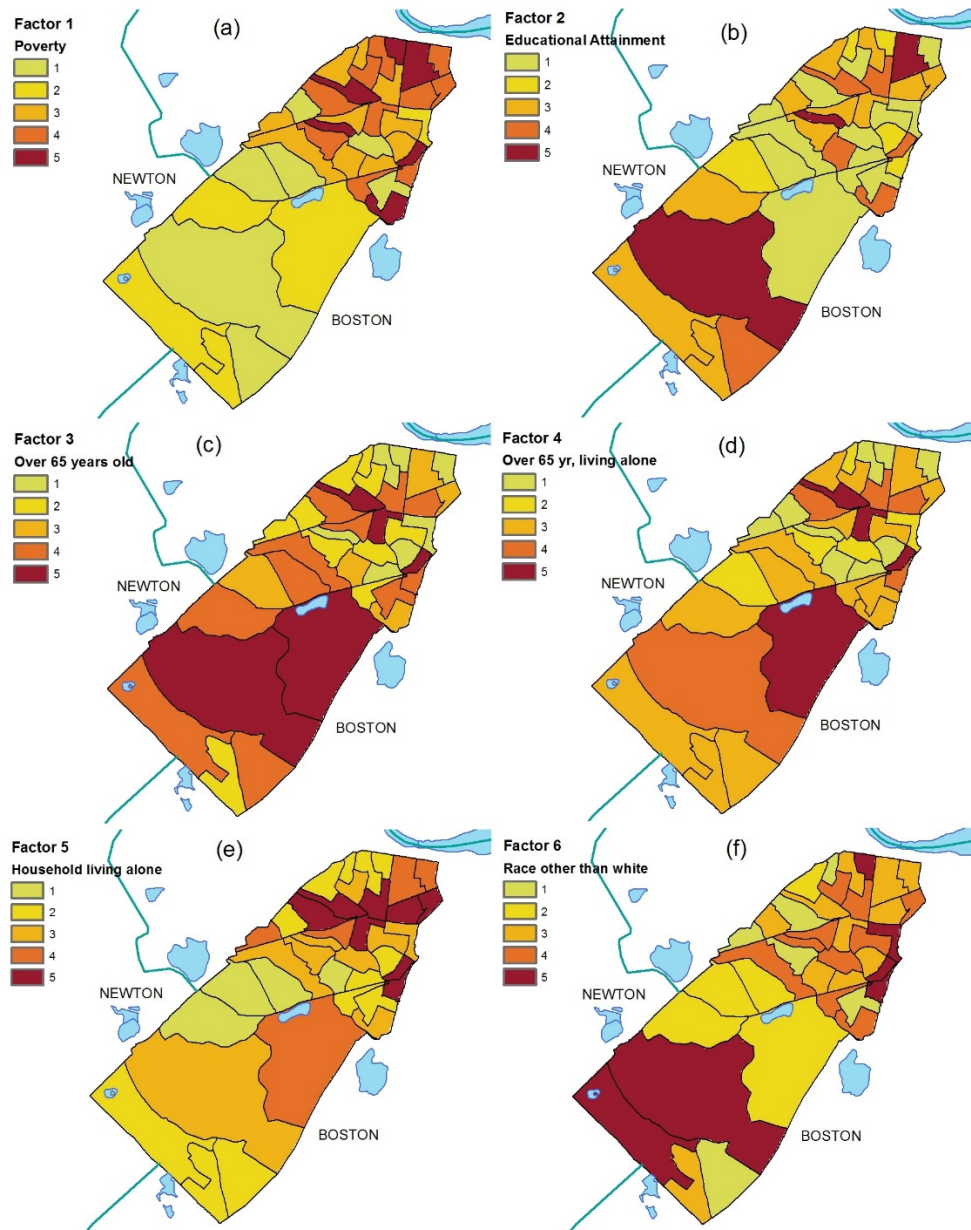 Factor 1
(a)
Poverty
1
2
3
4
5
NEWTON
BOSTON
Factor 2
(b)
Educational Attainment
1
2
3
4
5
NEWTON
BOSTON
Factor 3
(c)
Over 65 years old
1
2
3
4
5
NEWTON
BOSTON
Factor 4
(d)
Over 65 yr, living alone
1
2
3
4
5
NEWTON
BOSTON
Factor 5
(e)
Household living alone
1
2
3
4
5
NEWTON
BOSTON
Factor 6
(f)
Race other than white
1
2
3
4
5
NEWTON
BOSTON